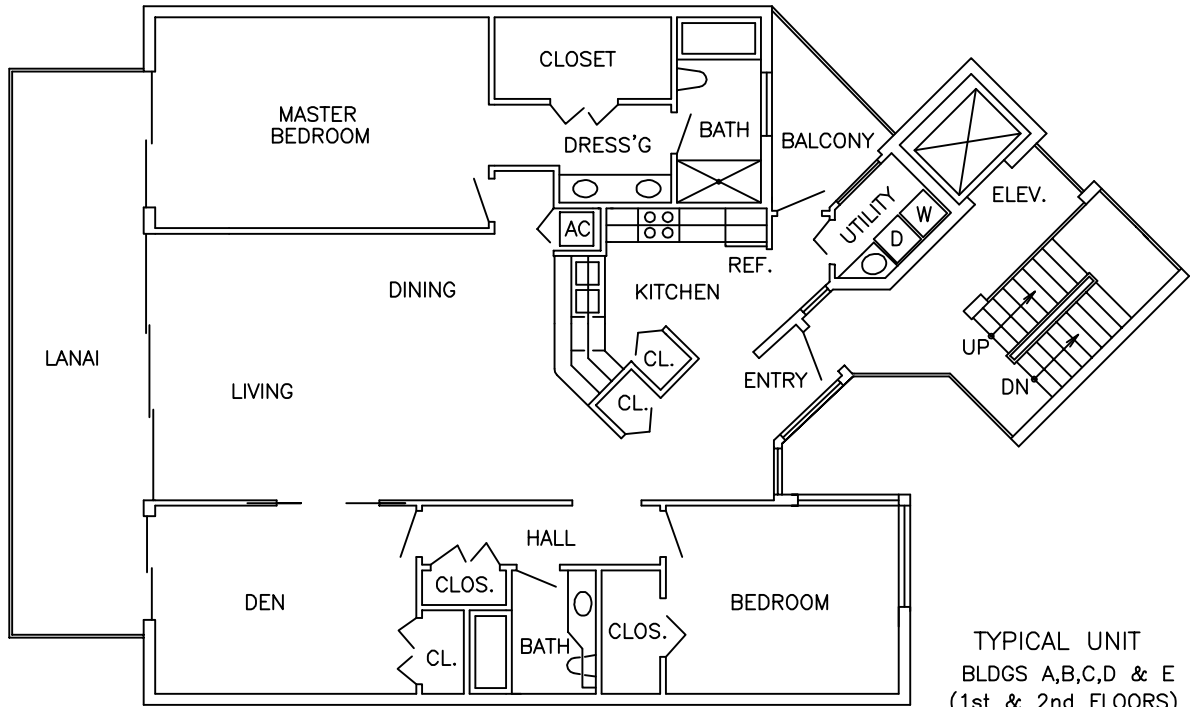 CLOSET
MASTER
BEDROOM
DRESS'G
BATH
BALCONY
ELEV.
UTILITY
W
D
AC
REF.
KITCHEN
DINING
LANAI
LIVING
CL.
CL.
ENTRY
UP
DN
HALL
CLOS.
DEN
BEDROOM
CLOS.
BATH
CL.
TYPICAL UNIT
BLDGS A,B,C,D & E
(1st & 2nd FLOORS)